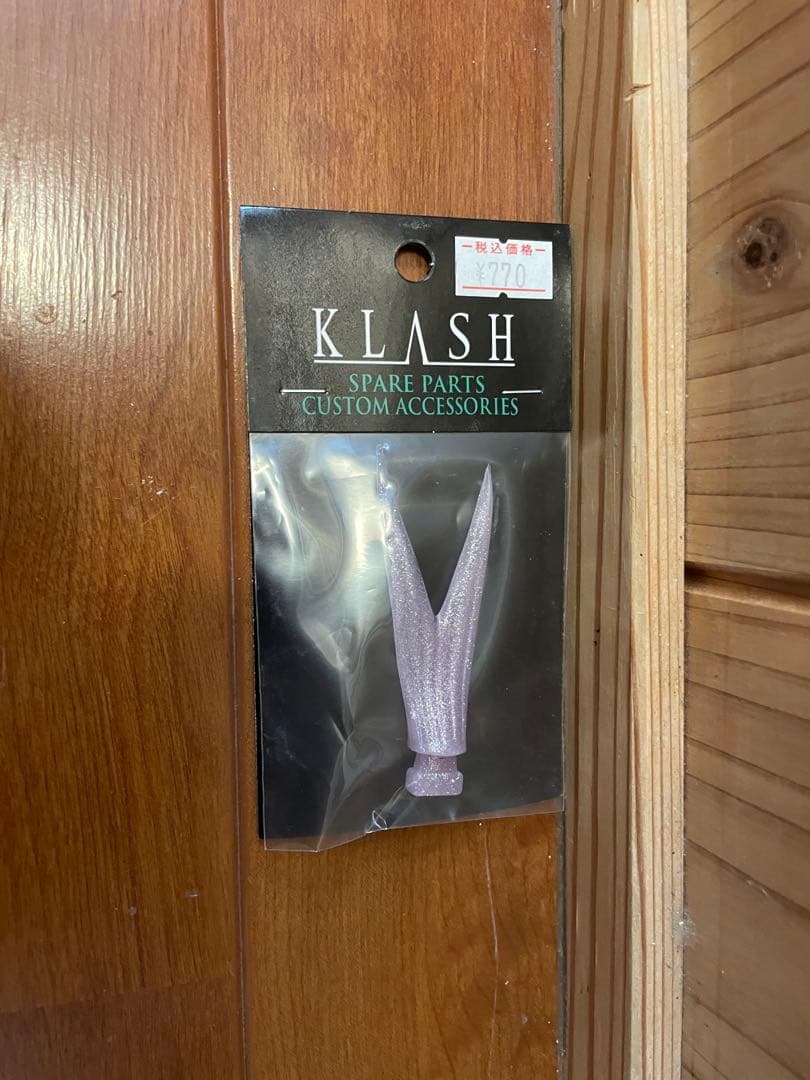 税込価格
¥770
KLASH
SPARE PARTS
CUSTOM ACCESSORIES